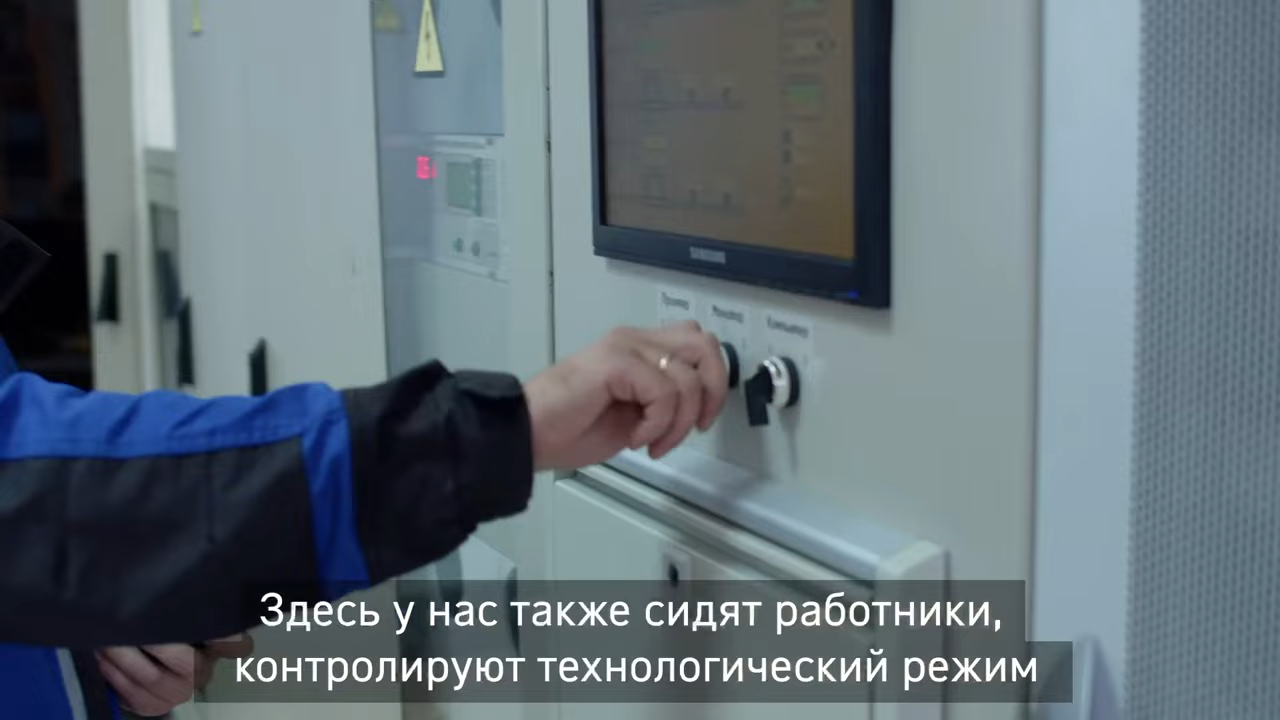 SAMSUNG
Здесь у нас также сидят работники,
контролируют технологический режим